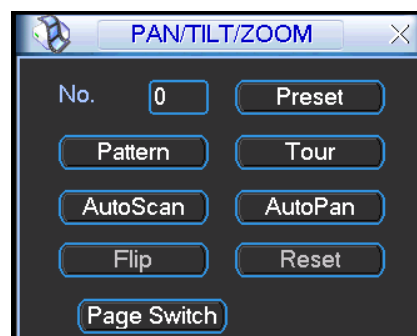 PAN/TILT/ZOOM
No. 0 Preset
Pattern Tour
AutoScan AutoPan
Flip Reset
Page Switch